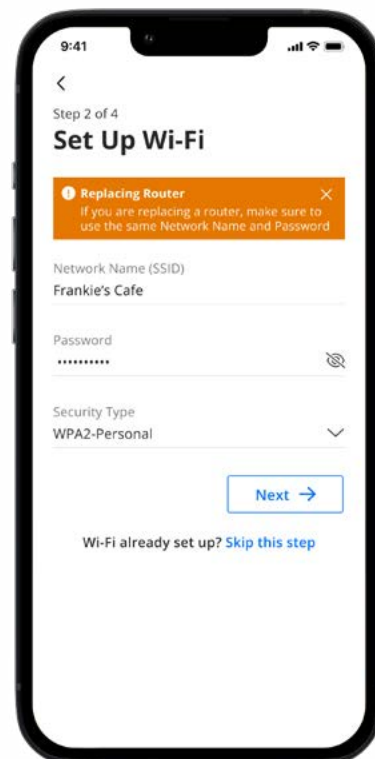 9:41
Step 2 of 4
Set Up Wi-Fi
Replacing Router
If you are replacing a router, make sure to
use the same Network Name and Password
Network Name (SSID)
Frankie's Cafe
Password
••••••••••
Security Type
WPA2-Personal
Next →
Wi-Fi already set up? Skip this step